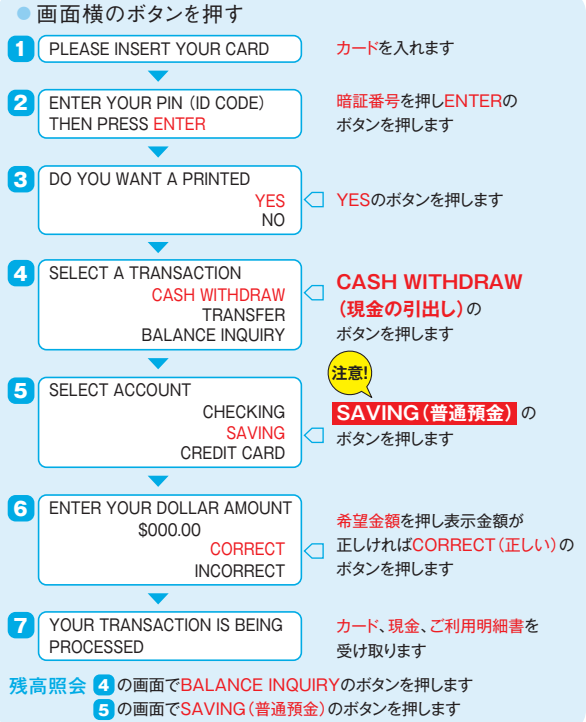 ● 画面横のボタンを押す
1 PLEASE INSERT YOUR CARD
カードを入れます
2 ENTER YOUR PIN (ID CODE)
THEN PRESS ENTER
暗証番号を押しENTERの
ボタンを押します
3 DO YOU WANT A PRINTED
YES
NO
YESのボタンを押します
4 SELECT A TRANSACTION
CASH WITHDRAW
TRANSFER
BALANCE INQUIRY
CASH WITHDRAW
(現金の引出し)の
ボタンを押します
注意!
5 SELECT ACCOUNT
CHECKING
SAVING
CREDIT CARD
SAVING(普通預金)の
ボタンを押します
6 ENTER YOUR DOLLAR AMOUNT
$000.00
CORRECT
INCORRECT
希望金額を押し表示金額が
正しければCORRECT(正しい)の
ボタンを押します
7 YOUR TRANSACTION IS BEING
PROCESSED
カード、現金、ご利用明細書を
受け取ります
残高照会 4の画面でBALANCE INQUIRYのボタンを押します
5の画面でSAVING(普通預金)のボタンを押します